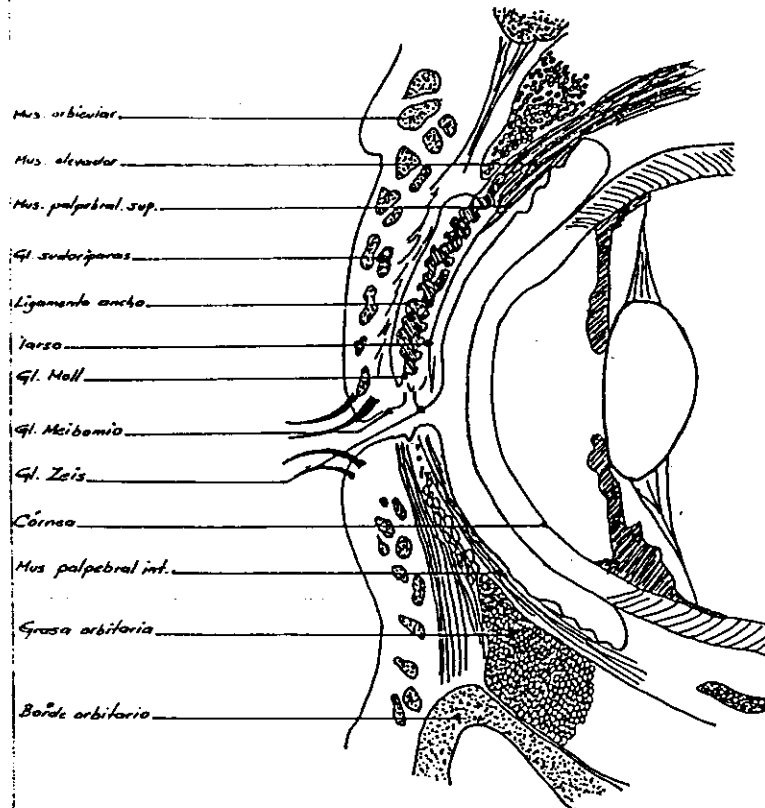 Mus. orbicular
Mus. elevador
Mus. palpebral. sup.
Gl. sudoríparas
Ligamento ancho
Tarso
Gl. Moll
Gl. Meibomio
Gl. Zeis
Córnea
Mus palpebral inf.
Grasa orbitaria
Borde orbitario